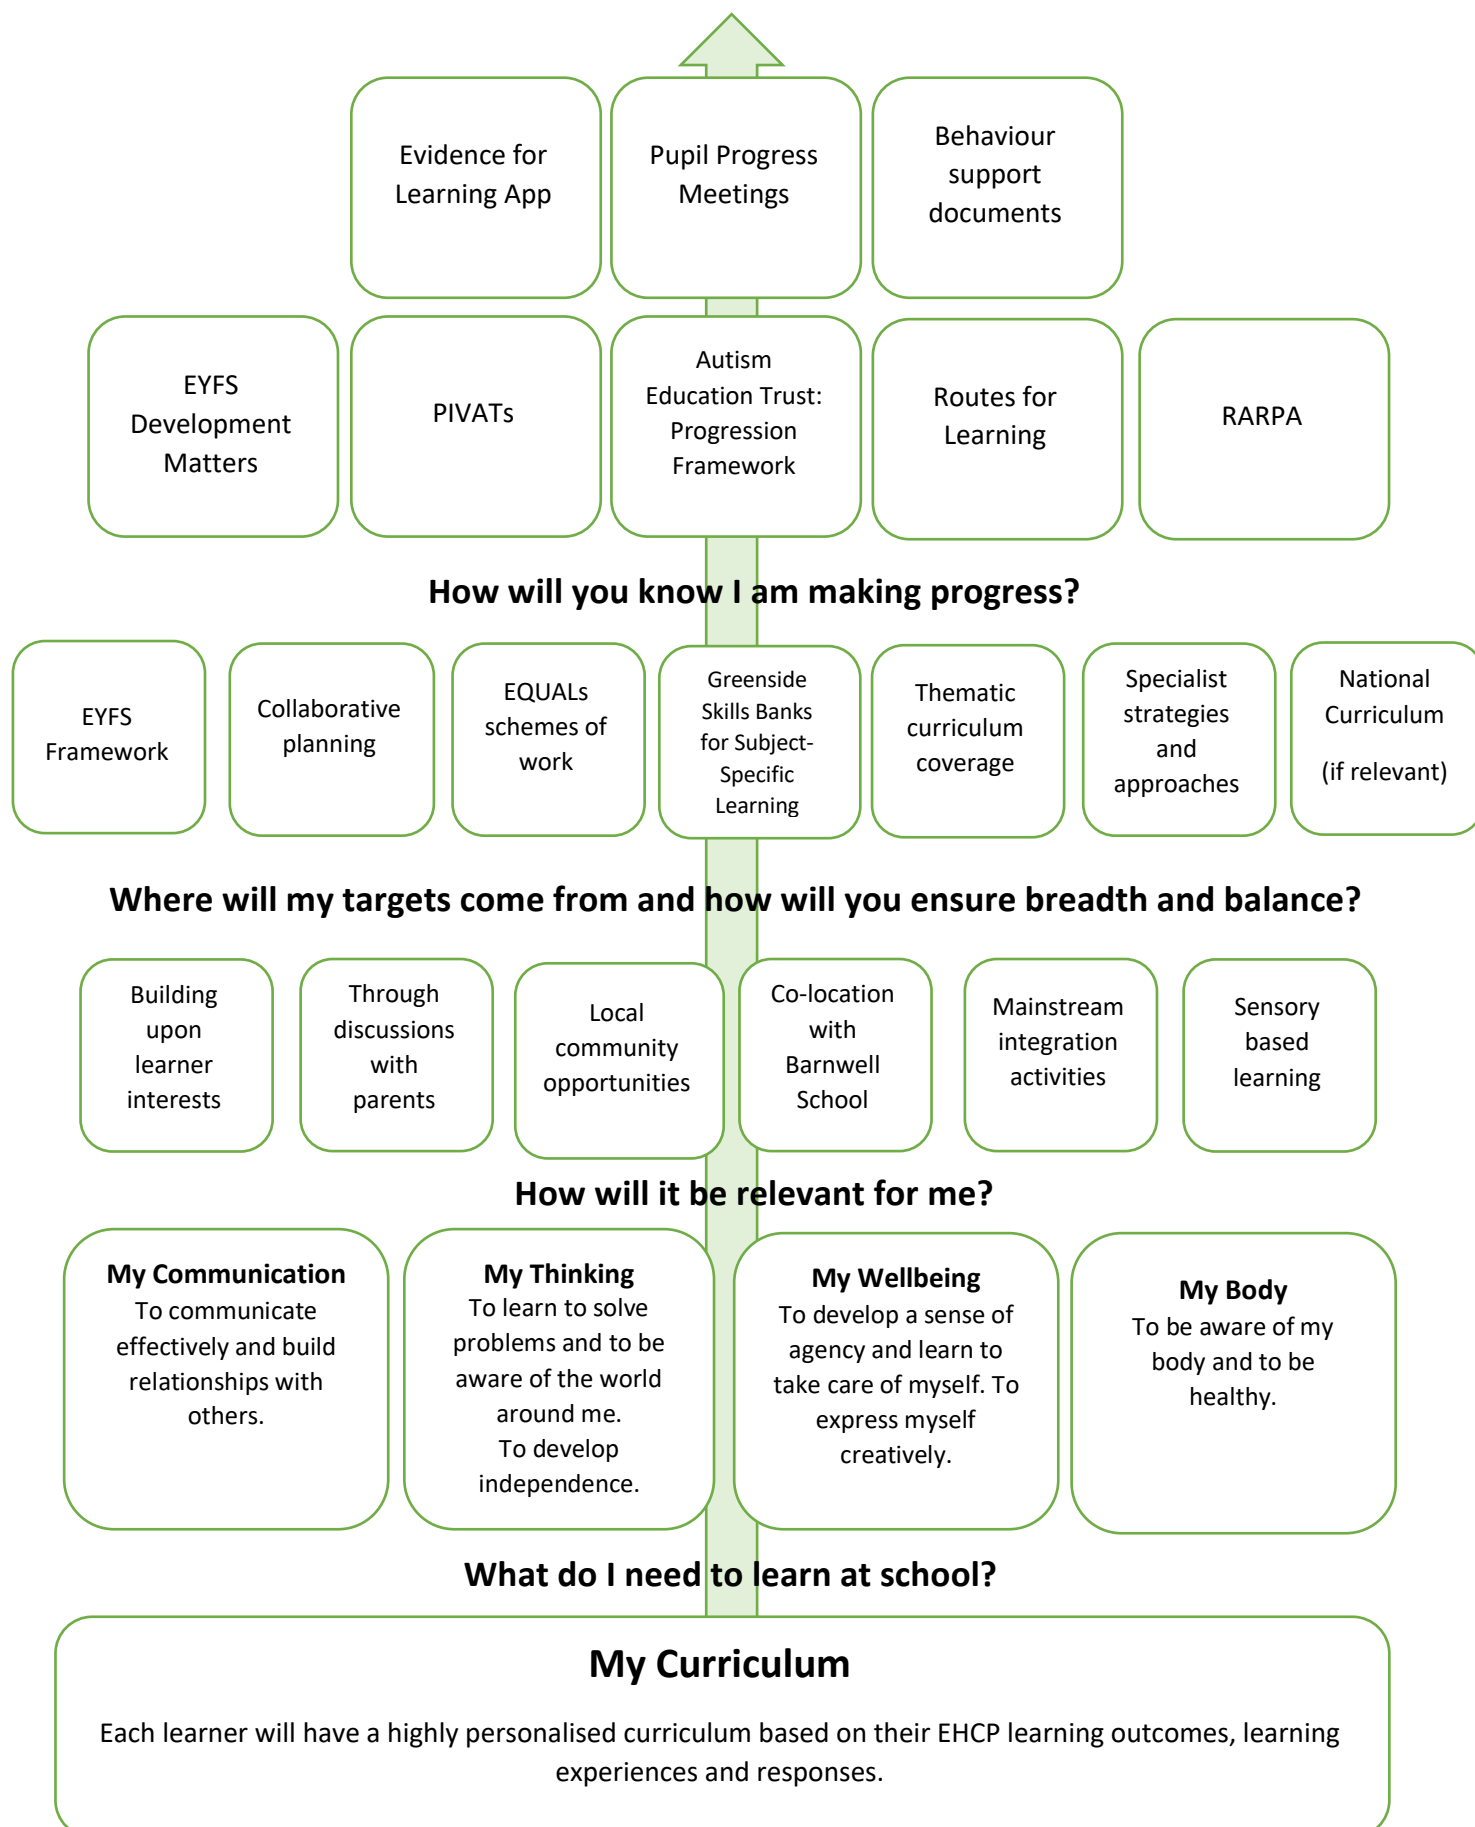 Evidence for
Learning App
Pupil Progress
Meetings
Behaviour
support
documents
EYFS
Development
Matters
PIVATs
Autism
Education Trust:
Progression
Framework
Routes for
Learning
RARPA
How will you know I am making progress?
EYFS
Framework
Collaborative
planning
EQUALs
schemes of
work
Greenside
Skills Banks
for Subject-
Specific
Learning
Thematic
curriculum
coverage
Specialist
strategies
and
approaches
National
Curriculum
(if relevant)
Where will my targets come from and how will you ensure breadth and balance?
Building
upon
learner
interests
Through
discussions
with
parents
Local
community
opportunities
Co-location
with
Barnwell
School
Mainstream
integration
activities
Sensory
based
learning
How will it be relevant for me?
My Communication
To communicate
effectively and build
relationships with
others.
My Thinking
To learn to solve
problems and to be
aware of the world
around me.
To develop
independence.
My Wellbeing
To develop a sense of
agency and learn to
take care of myself. To
express myself
creatively.
My Body
To be aware of my
body and to be
healthy.
What do I need to learn at school?
My Curriculum
Each learner will have a highly personalised curriculum based on their EHCP learning outcomes, learning
experiences and responses.